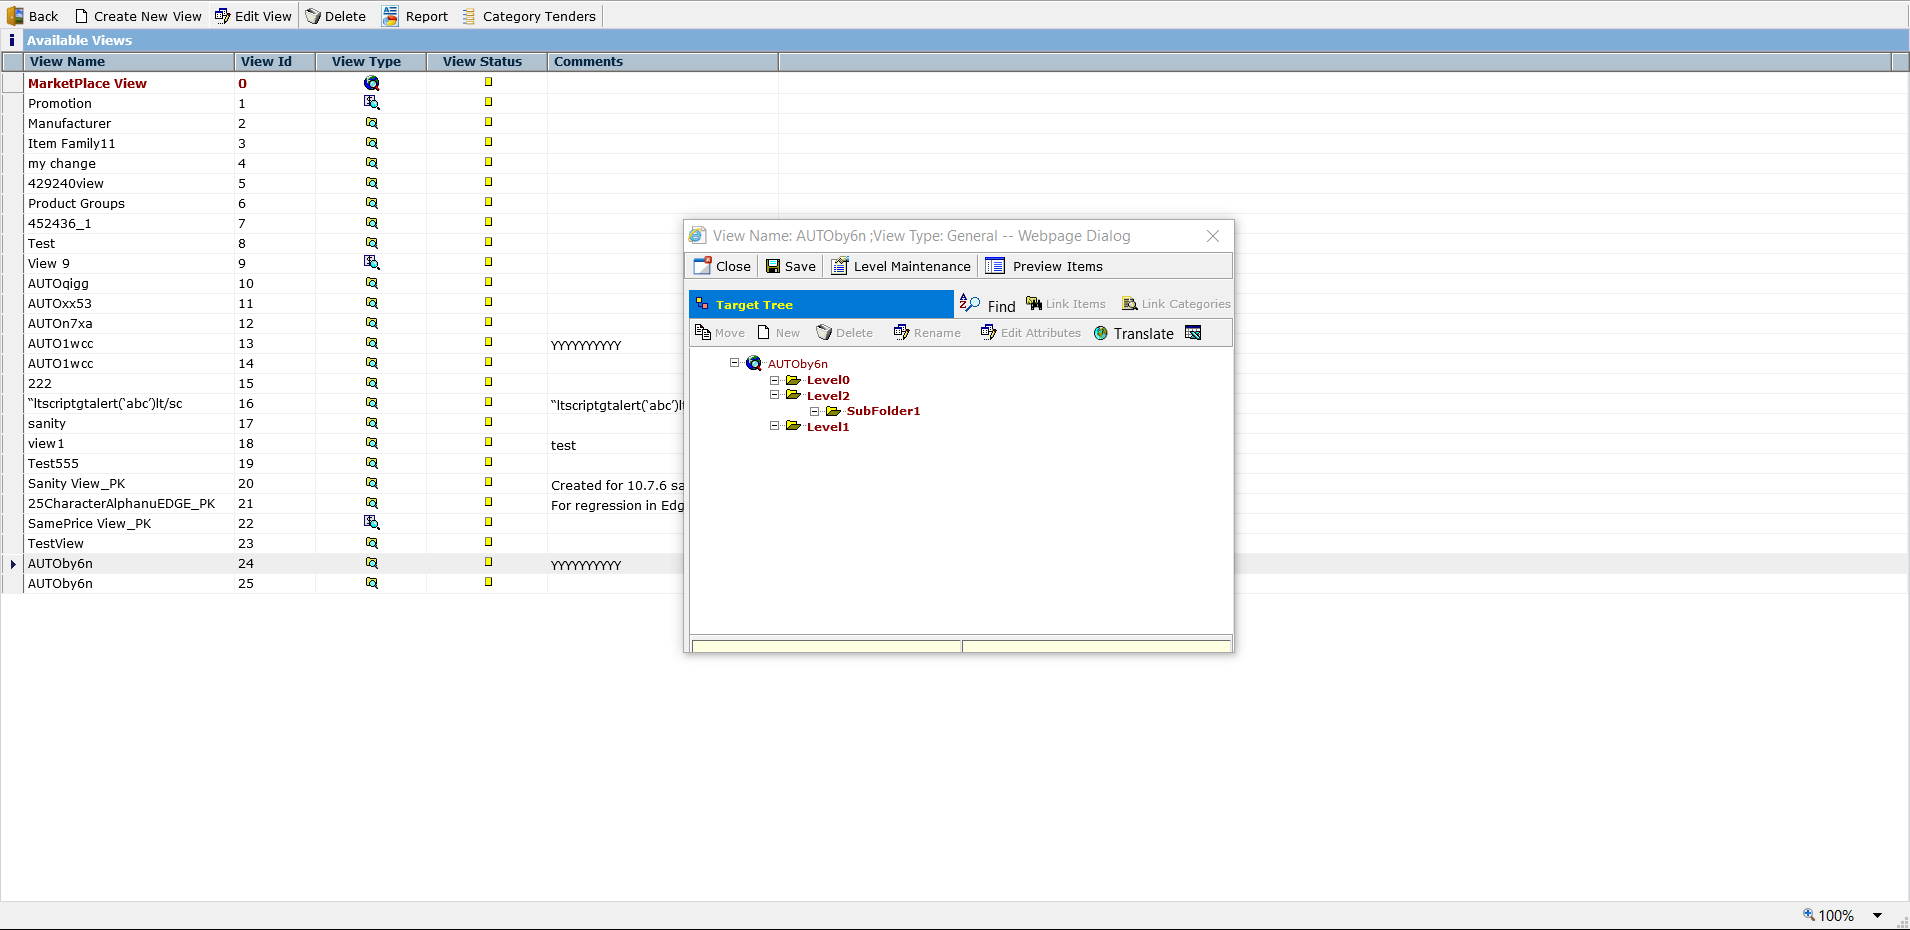 Back Create New View Edit View Delete Report Category Tenders
i Available Views
View Name View Id View Type View Status Comments
MarketPlace View 0
Promotion 1
Manufacturer 2
Item Family11 3
my change 4
429240view 5
Product Groups 6
452436_1 7
Test 8
View 9 9
AUTOqigg 10
AUTOxx53 11
AUTOn7xa 12
AUTO1wcc 13 YYYYYYYYYY
AUTO1wcc 14
222 15
“ltscriptgtalert(‘abc’)lt/sc 16 “ltscriptgtalert(‘abc’)lt
sanity 17
view1 18 test
Test555 19
Sanity View_PK 20 Created for 10.7.6 sa
25CharacterAlphanuEDGE_PK 21 For regression in Edg
SamePrice View_PK 22
TestView 23
AUTOby6n 24 YYYYYYYYYY
AUTOby6n 25
View Name: AUTOby6n ;View Type: General -- Webpage Dialog
Close Save Level Maintenance Preview Items
Target Tree Find Link Items Link Categories
Move New Delete Rename Edit Attributes Translate
AUTOby6n
Level0
Level2
SubFolder1
Level1
100%